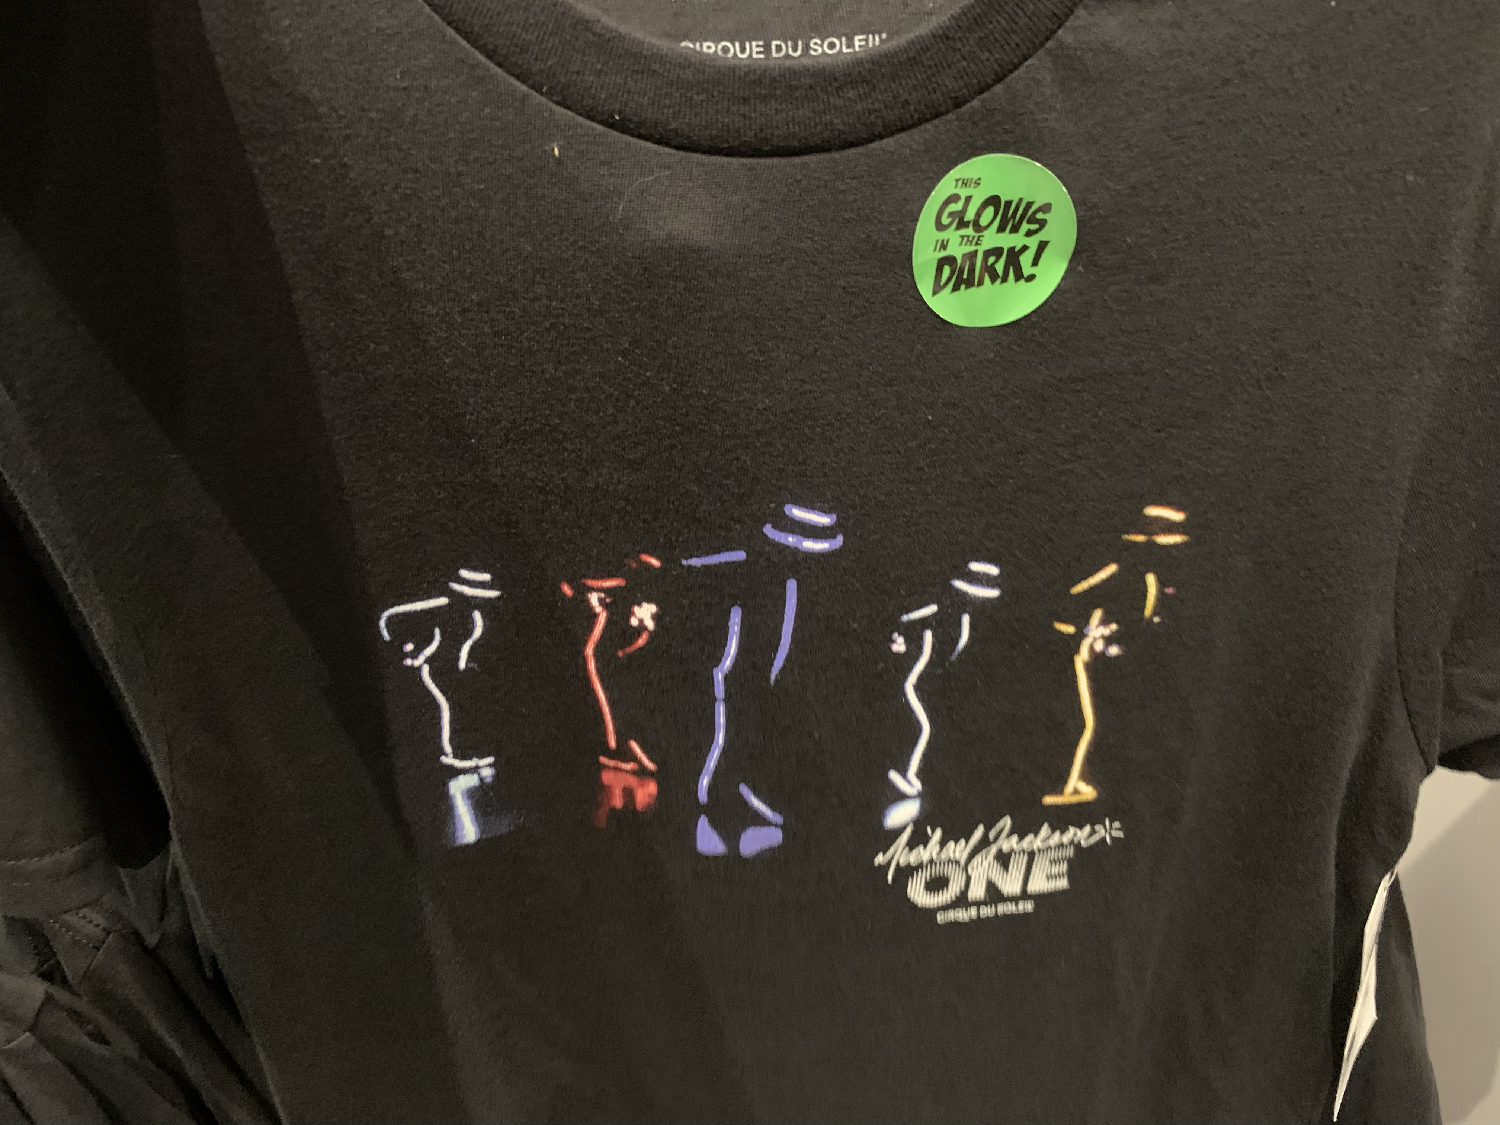 CIRQUE DU SOLEIL
THIS
GLOWS
IN THE
DARK!
Michael Jackson
ONE
CIRQUE DU SOLEIL